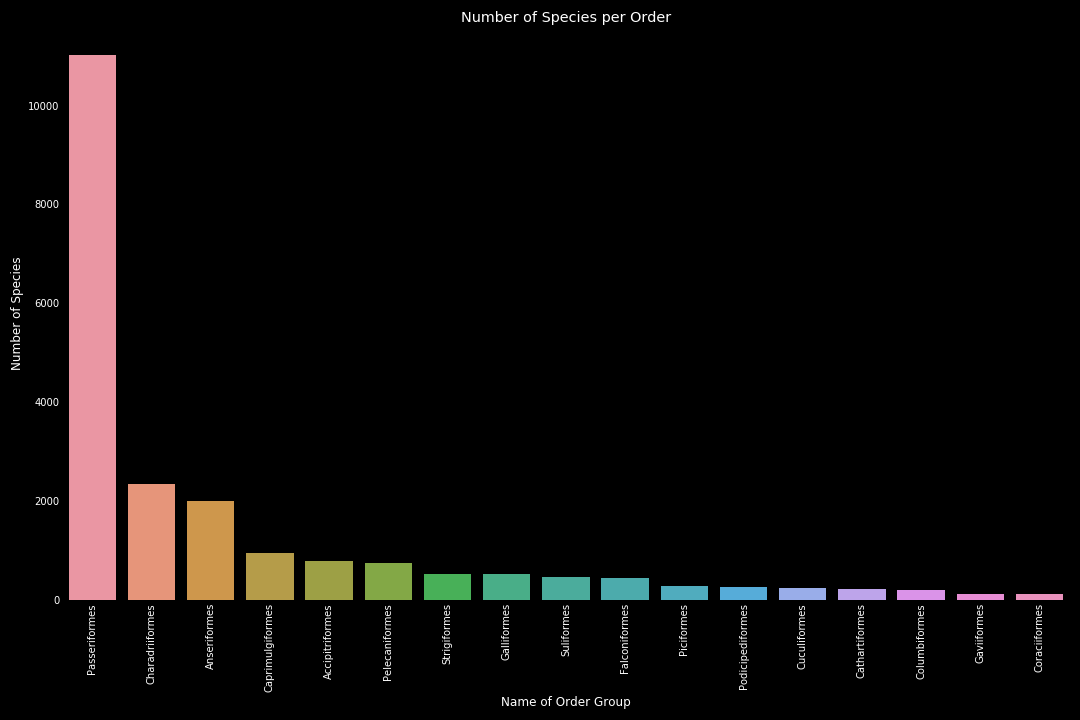 Number of Species per Order
Number of Species
10000
8000
6000
4000
2000
0
Passeriformes
Charadriiformes
Anseriformes
Caprimulgiformes
Accipitriformes
Pelecaniformes
Strigiformes
Galliformes
Suliformes
Falconiformes
Piciformes
Podicipediformes
Cuculiformes
Cathartiformes
Columbiformes
Gaviiformes
Coraciiformes
Name of Order Group